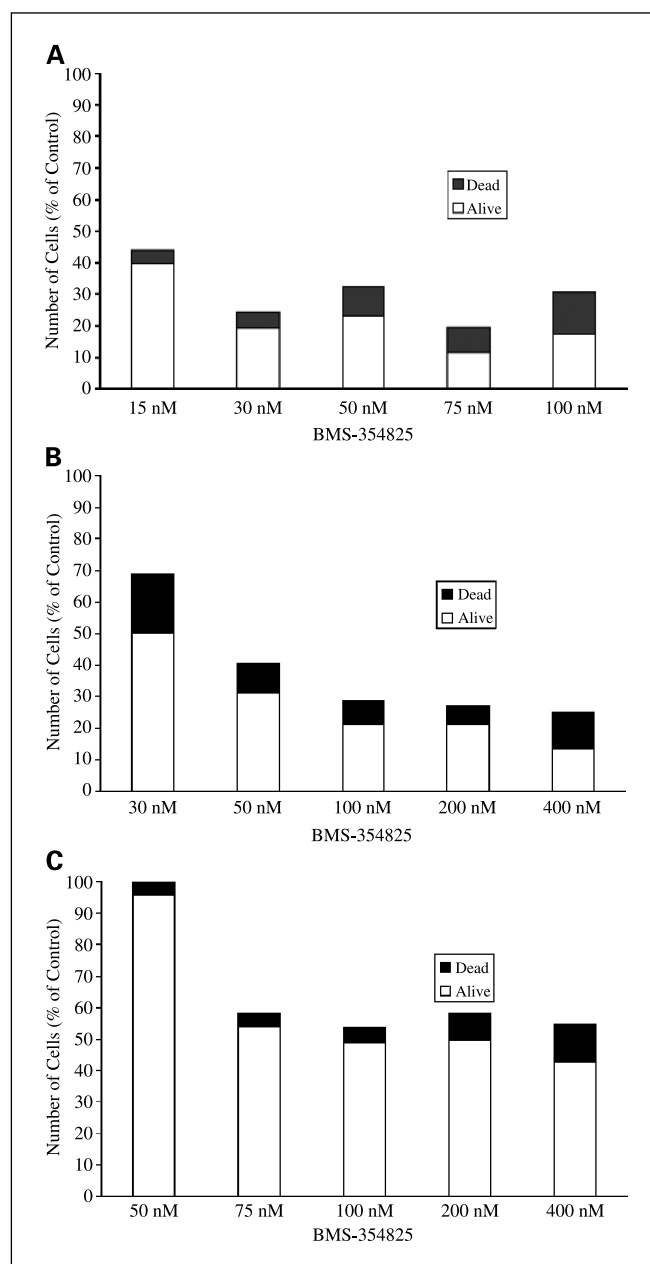 A
100
90
80
70
60
50
40
30
20
10
0
Number of Cells (% of Control)
Dead
Alive
15 nM 30 nM 50 nM 75 nM 100 nM
BMS-354825
B
100
90
80
70
60
50
40
30
20
10
0
Number of Cells (% of Control)
Dead
Alive
30 nM 50 nM 100 nM 200 nM 400 nM
BMS-354825
C
100
90
80
70
60
50
40
30
20
10
0
Number of Cells (% of Control)
Dead
Alive
50 nM 75 nM 100 nM 200 nM 400 nM
BMS-354825